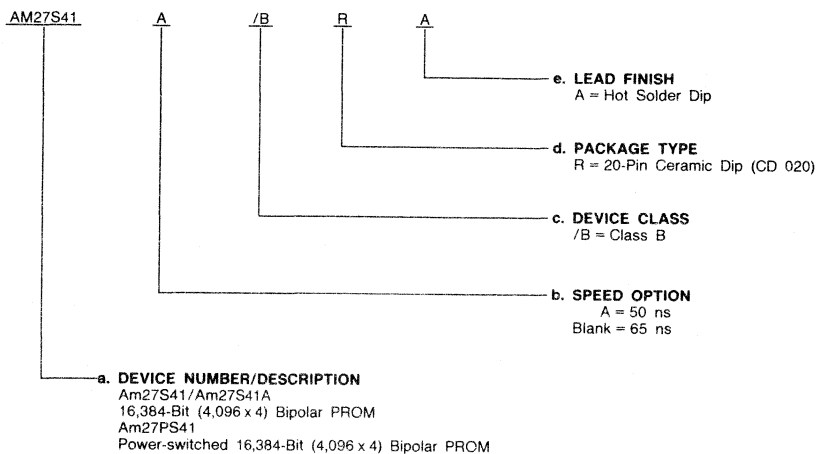 AM27S41 A /B R A
e. LEAD FINISH
A = Hot Solder Dip
d. PACKAGE TYPE
R = 20-Pin Ceramic Dip (CD 020)
c. DEVICE CLASS
/B = Class B
b. SPEED OPTION
A = 50 ns
Blank = 65 ns
a. DEVICE NUMBER/DESCRIPTION
Am27S41/Am27S41A
16,384-Bit (4,096 x 4) Bipolar PROM
Am27PS41
Power-switched 16,384-Bit (4,096 x 4) Bipolar PROM